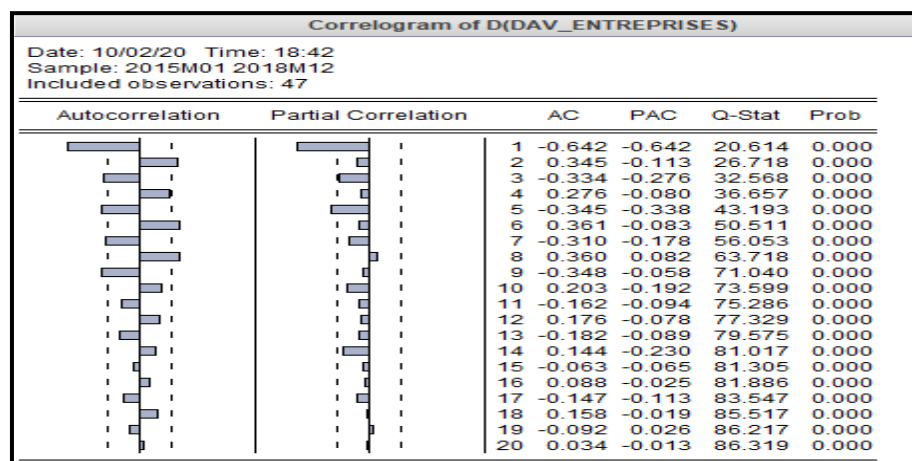 Correlogram of D(DAV_ENTREPRISES)
Date: 10/02/20 Time: 18:42
Sample: 2015M01 2018M12
Included observations: 47
Autocorrelation Partial Correlation AC PAC Q-Stat Prob
1 -0.642 -0.642 20.614 0.000
2 0.345 -0.113 26.718 0.000
3 -0.334 -0.276 32.568 0.000
4 0.276 -0.080 36.657 0.000
5 -0.345 -0.338 43.193 0.000
6 0.361 -0.083 50.511 0.000
7 -0.310 -0.178 56.053 0.000
8 0.360 0.082 63.718 0.000
9 -0.348 -0.058 71.040 0.000
10 0.203 -0.192 73.599 0.000
11 -0.162 -0.094 75.286 0.000
12 0.176 -0.078 77.329 0.000
13 -0.182 -0.089 79.575 0.000
14 0.144 -0.230 81.017 0.000
15 -0.063 -0.065 81.305 0.000
16 0.088 -0.025 81.886 0.000
17 -0.147 -0.113 83.547 0.000
18 0.158 -0.019 85.517 0.000
19 -0.092 0.026 86.217 0.000
20 0.034 -0.013 86.319 0.000